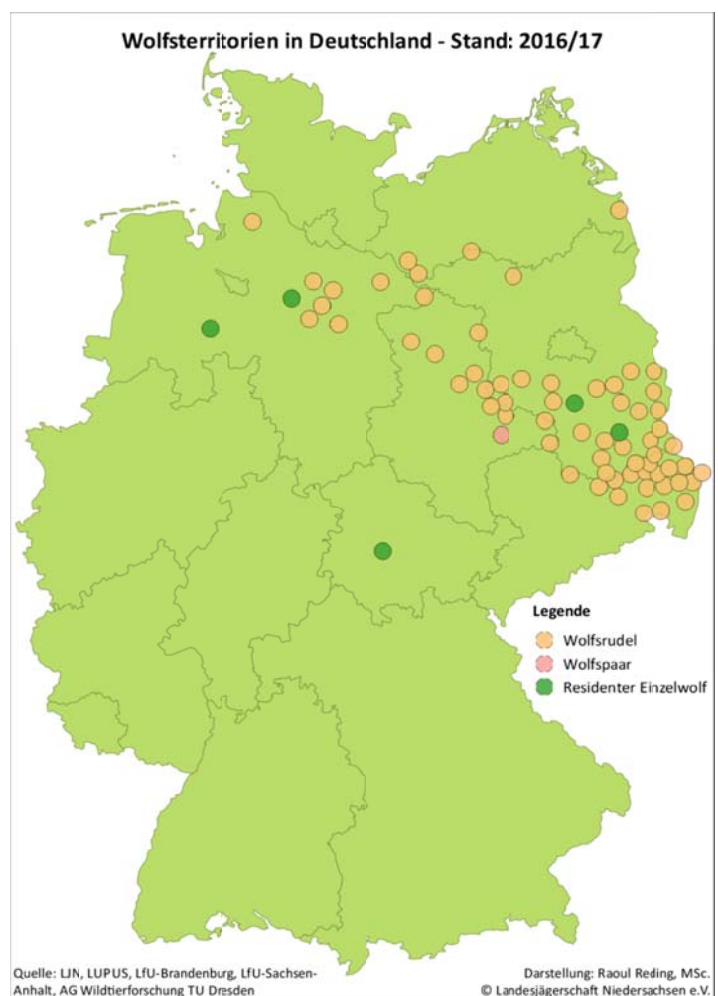 Wolfsterritorien in Deutschland - Stand: 2016/17
Legende
Wolfsrudel
Wolfspaar
Residenter Einzelwolf
Quelle: LJN, LUPUS, LfU-Brandenburg, LfU-Sachsen-
Anhalt, AG Wildtierforschung TU Dresden
Darstellung: Raoul Reding, MSc.
© Landesjägerschaft Niedersachsen e.V.